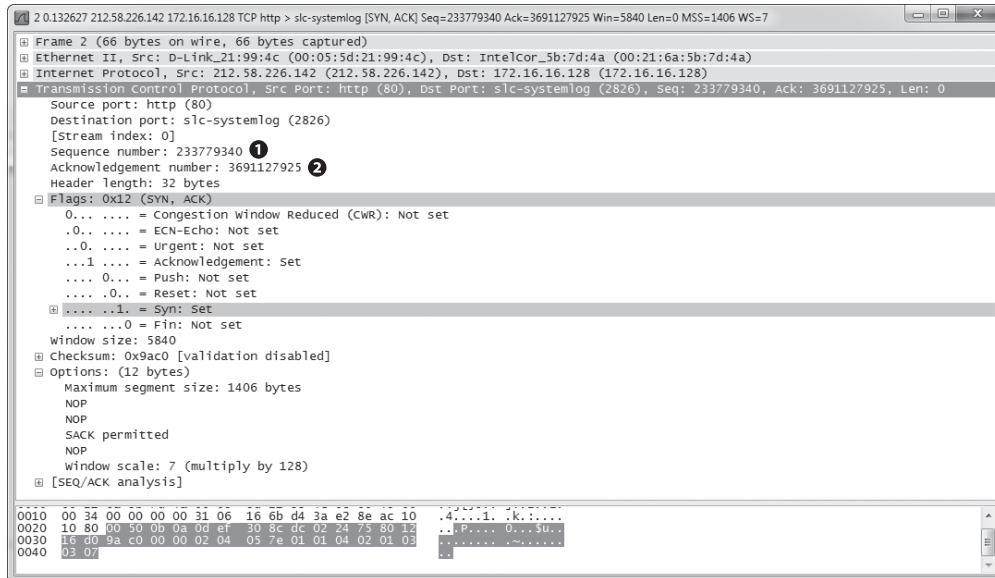 2 0.132627 212.58.226.142 172.16.16.128 TCP http > slc-systemlog [SYN, ACK] Seq=233779340 Ack=3691127925 Win=5840 Len=0 MSS=1406 WS=7
Frame 2 (66 bytes on wire, 66 bytes captured)
Ethernet II, Src: D-Link_21:99:4c (00:05:5d:21:99:4c), Dst: IntelCor_5b:7d:4a (00:21:6a:5b:7d:4a)
Internet Protocol, Src: 212.58.226.142 (212.58.226.142), Dst: 172.16.16.128 (172.16.16.128)
Transmission Control Protocol, Src Port: http (80), Dst Port: slc-systemlog (2826), Seq: 233779340, Ack: 3691127925, Len: 0
Source port: http (80)
Destination port: slc-systemlog (2826)
[Stream index: 0]
Sequence number: 233779340 ❶
Acknowledgement number: 3691127925 ❷
Header length: 32 bytes
Flags: 0x12 (SYN, ACK)
0... .... = Congestion Window Reduced (CWR): Not set
.0.. .... = ECN-Echo: Not set
..0. .... = Urgent: Not set
...1 .... = Acknowledgement: Set
.... 0... = Push: Not set
.... .0.. = Reset: Not set
.... ..1. = Syn: Set
.... ...0 = Fin: Not set
Window size: 5840
Checksum: 0x9ac0 [validation disabled]
Options: (12 bytes)
Maximum segment size: 1406 bytes
NOP
NOP
SACK permitted
NOP
Window scale: 7 (multiply by 128)
[SEQ/ACK analysis]
0010 00 34 00 00 00 00 31 06 16 6b d4 3a e2 8e ac 10 .4....1. .k.:....
0020 10 80 00 50 0b 0a 0d ef 30 8c dc 02 24 75 80 12 ...P.... 0...$u..
0030 16 d0 9a c0 00 00 02 04 05 7e 01 01 04 02 01 03 ........ .~......
0040 03 07 ..